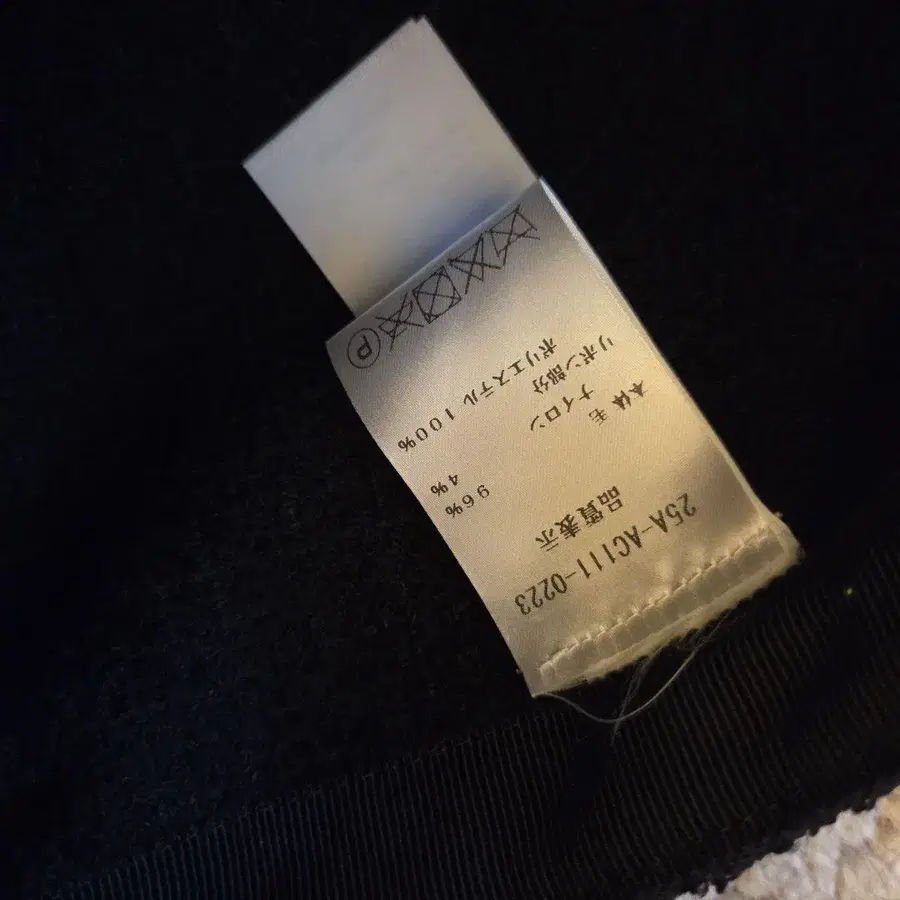 25A-AC111-0223
品質表示
本体 毛 96%
ナイロン 4%
リボン部分
ポリエステル 100%
P